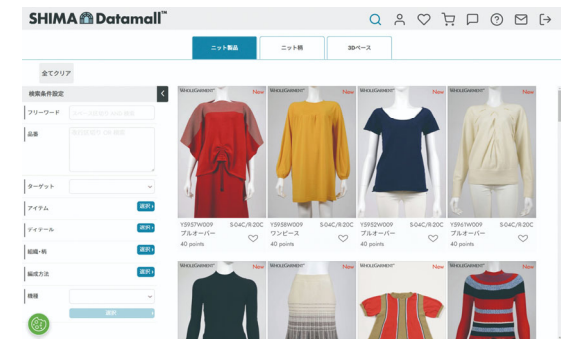 SHIMA Datamall™
ニット製品
ニット柄
3Dベース
全てクリア
検索条件設定
フリーワード
品番
ターゲット
アイテム
選択
ディテール
選択
組織・柄
選択
編成方法
選択
機種
選択
WHOLEGARMENT®
New
WHOLEGARMENT®
New
WHOLEGARMENT®
New
WHOLEGARMENT®
New
Y5957W009 S-04C/R-20C
プルオーバー
40 points
Y5938W009 S-04C/R-20C
ワンピース
40 points
Y5932W009 S-04C/R-20C
プルオーバー
40 points
Y5961W009 S-04C/R-20C
プルオーバー
40 points
WHOLEGARMENT®
New
WHOLEGARMENT®
New
WHOLEGARMENT®
New
WHOLEGARMENT®
New